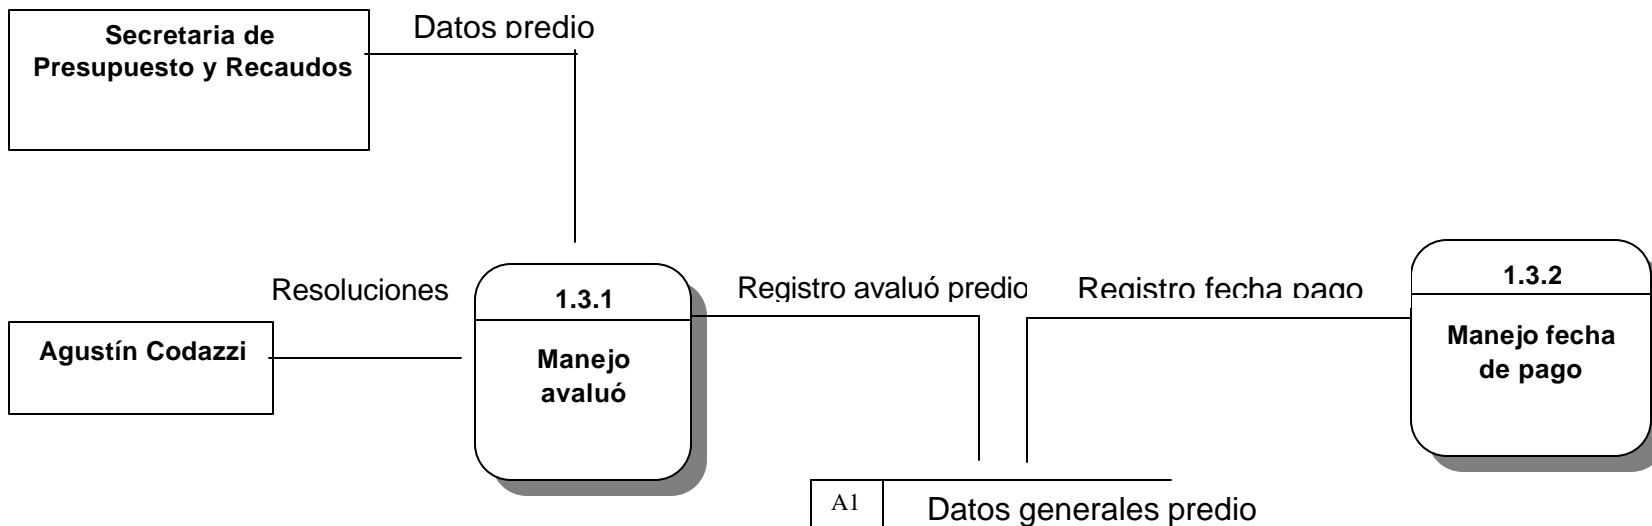 Secretaria de
Presupuesto y Recaudos
Datos predio
Resoluciones
Agustín Codazzi
1.3.1
Manejo
avaluó
Registro avaluó predio
Registro fecha pago
1.3.2
Manejo fecha
de pago
A1
Datos generales predio